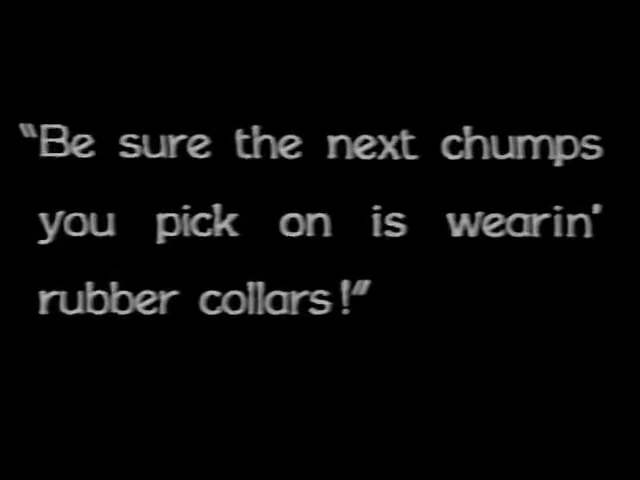 “Be sure the next chumps
you pick on is wearin'
rubber collars!”